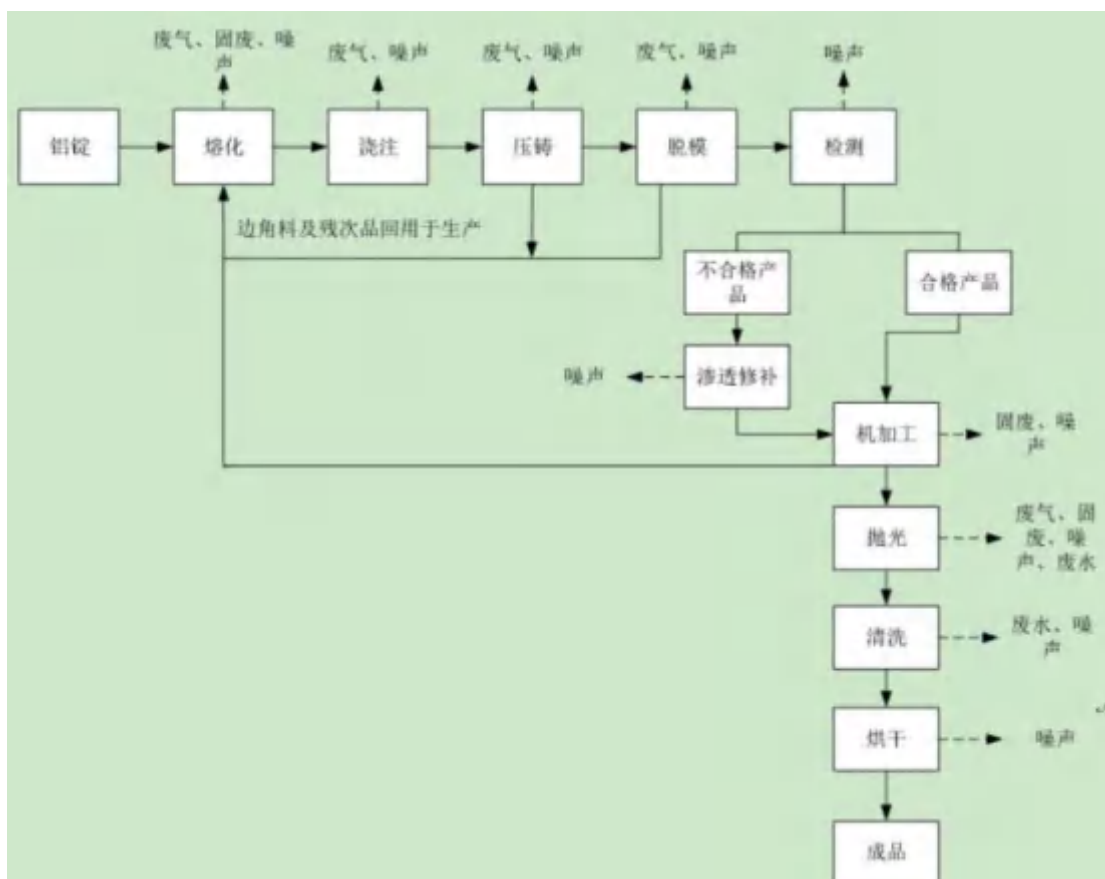 废气、固废、噪
声
废气、噪声
废气、噪声
废气、噪声
噪声
铝锭
熔化
浇注
压铸
脱模
检测
边角料及残次品回用于生产
不合格产
品
合格产品
噪声
渗透修补
机加工
固废、噪
声
抛光
废气、固
废、噪
声、废水
清洗
废水、噪
声
烘干
噪声
成品